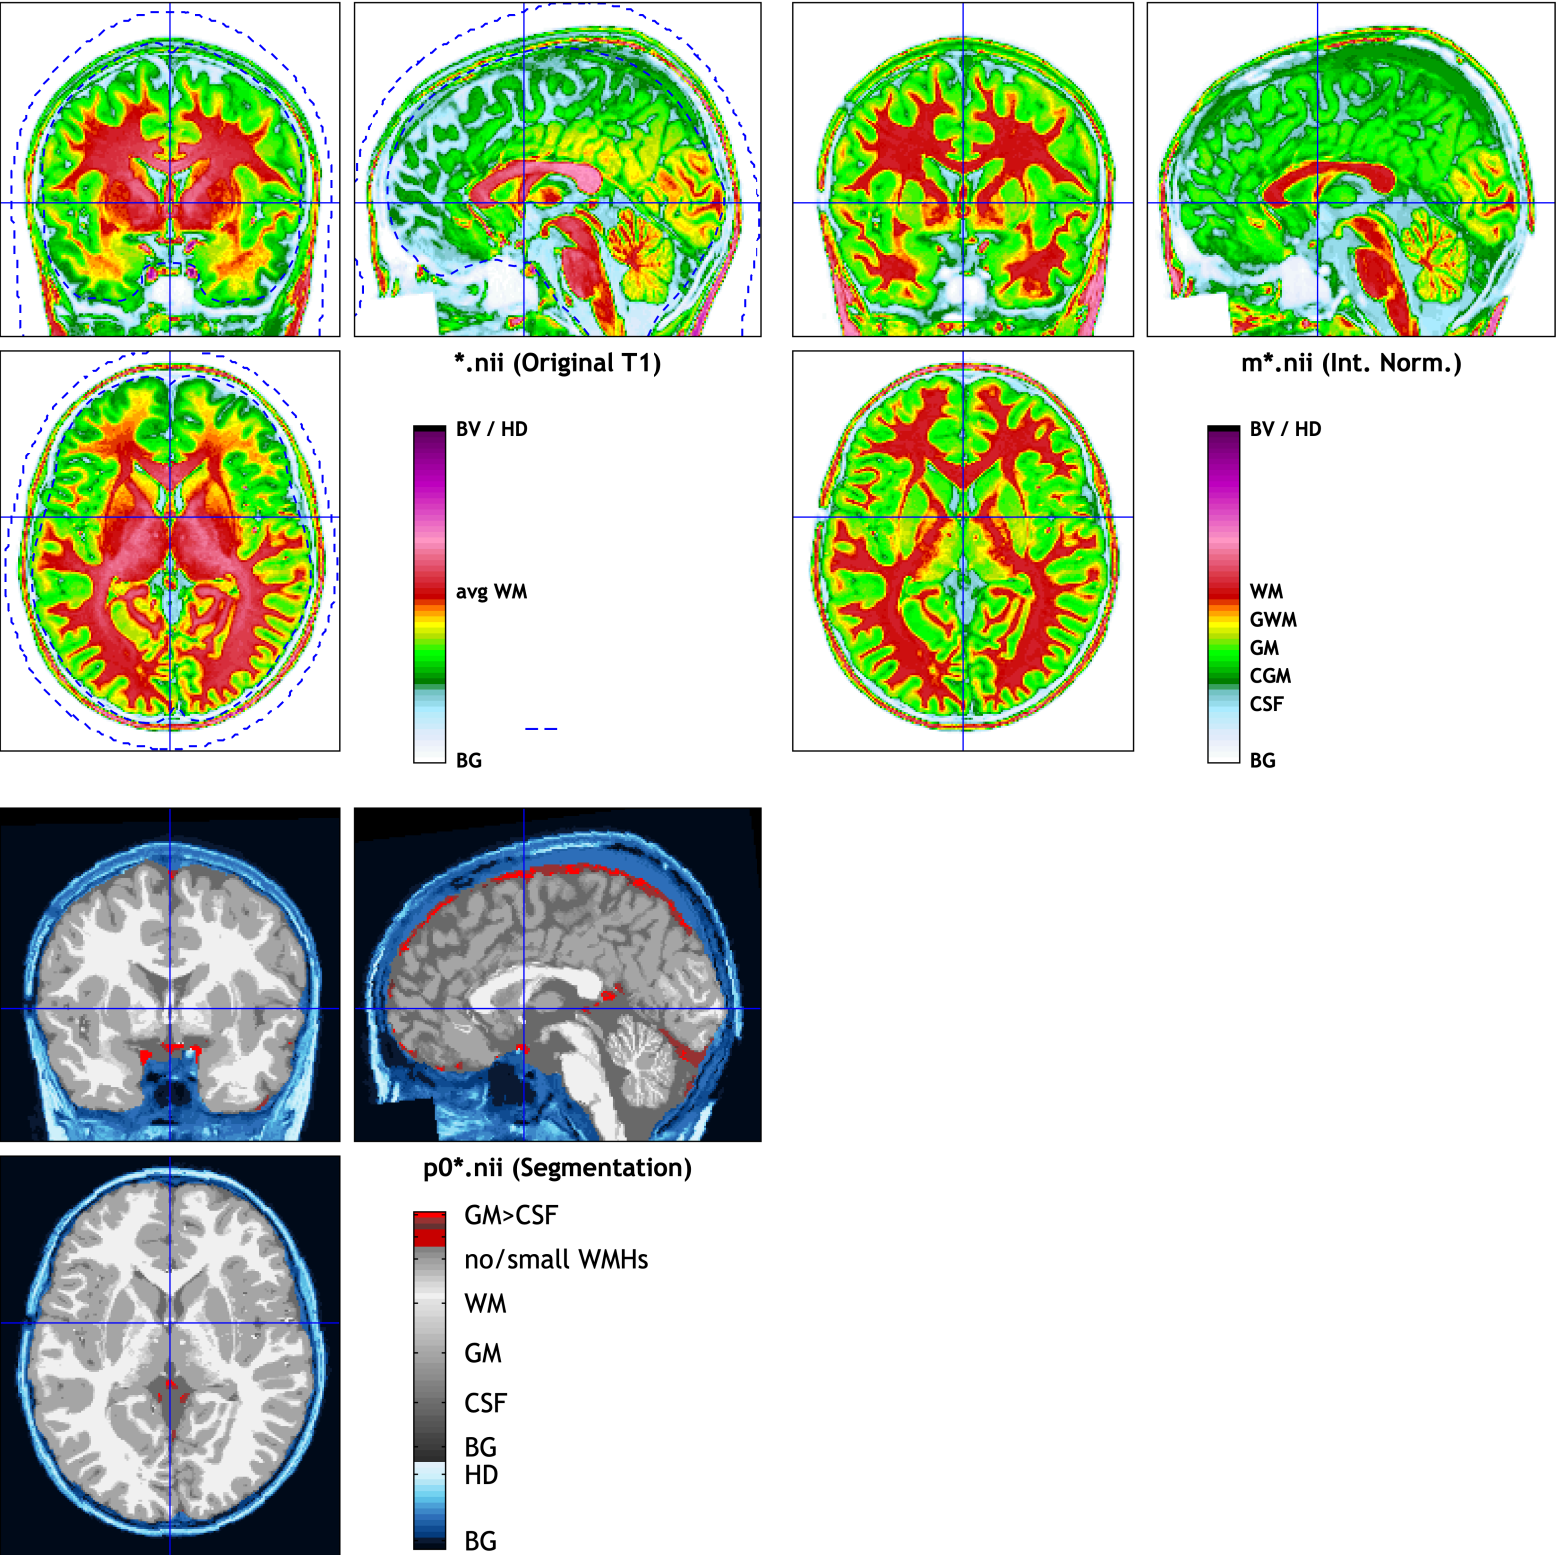 *.nii (Original T1)
BV / HD
avg WM
BG
m*.nii (Int. Norm.)
BV / HD
WM
GWM
GM
CGM
CSF
BG
p0*.nii (Segmentation)
GM>CSF
no/small WMHs
WM
GM
CSF
BG
HD
BG